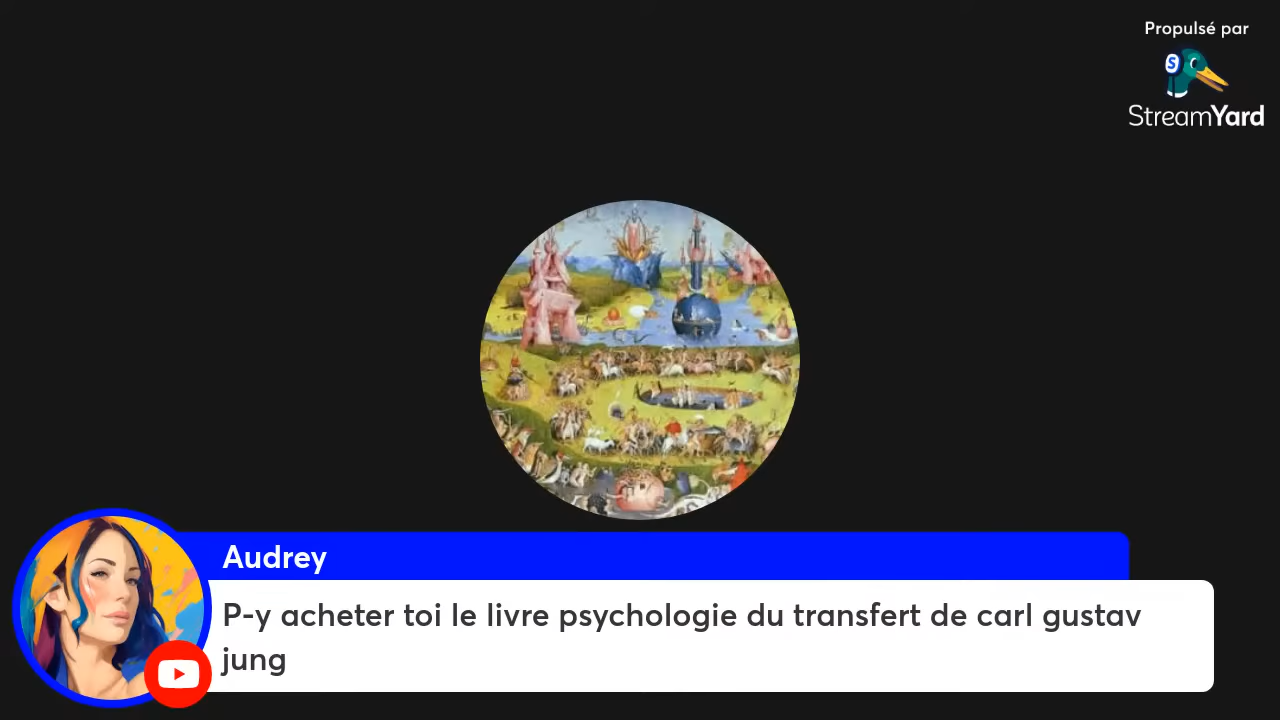 Propulsé par
S
StreamYard
Audrey
P-y acheter toi le livre psychologie du transfert de carl gustav
jung